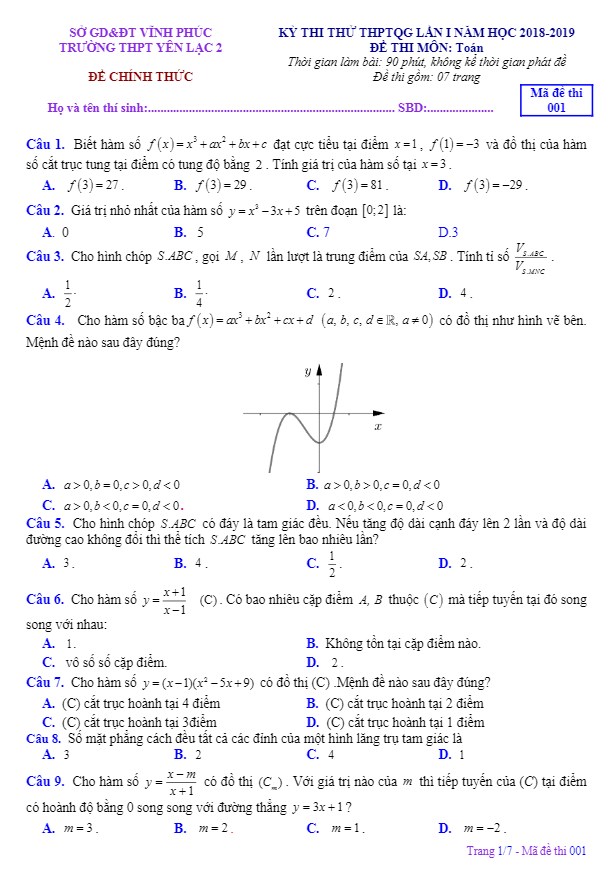 SỞ GD&ĐT VĨNH PHÚC
TRƯỜNG THPT YÊN LẠC 2
ĐỀ CHÍNH THỨC
KỲ THI THỬ THPTQG LẦN I NĂM HỌC 2018-2019
ĐỀ THI MÔN: Toán
Thời gian làm bài: 90 phút, không kể thời gian phát đề
Đề thi gồm: 07 trang
Mã đề thi
001
Họ và tên thí sinh:............................................................................. SBD:.....................
Câu 1. Biết hàm số f(x)=x³+ax²+bx+c đạt cực tiểu tại điểm x=1, f(1)=−3 và đồ thị của hàm
số cắt trục tung tại điểm có tung độ bằng 2. Tính giá trị của hàm số tại x=3.
A. f(3)=27. B. f(3)=29. C. f(3)=81. D. f(3)=−29.
Câu 2. Giá trị nhỏ nhất của hàm số y=x³−3x+5 trên đoạn [0;2] là:
A. 0 B. 5 C. 7 D.3
Câu 3. Cho hình chóp S.ABC, gọi M, N lần lượt là trung điểm của SA,SB. Tính tỉ số V_{S.ABC}/V_{S.MNC}.
A. 1/2. B. 1/4. C. 2. D. 4.
Câu 4. Cho hàm số bậc ba f(x)=ax³+bx²+cx+d (a, b, c, d∈ℝ, a≠0) có đồ thị như hình vẽ bên.
Mệnh đề nào sau đây đúng?
y
x
A. a>0,b=0,c>0,d<0 B. a>0,b>0,c=0,d<0
C. a>0,b<0,c=0,d<0. D. a<0,b<0,c=0,d<0
Câu 5. Cho hình chóp S.ABC có đáy là tam giác đều. Nếu tăng độ dài cạnh đáy lên 2 lần và độ dài
đường cao không đổi thì thể tích S.ABC tăng lên bao nhiêu lần?
A. 3. B. 4. C. 1/2. D. 2.
Câu 6. Cho hàm số y=(x+1)/(x−1) (C). Có bao nhiêu cặp điểm A, B thuộc (C) mà tiếp tuyến tại đó song
song với nhau:
A. 1. B. Không tồn tại cặp điểm nào.
C. vô số số cặp điểm. D. 2.
Câu 7. Cho hàm số y=(x−1)(x²−5x+9) có đồ thị (C) .Mệnh đề nào sau đây đúng?
A. (C) cắt trục hoành tại 4 điểm B. (C) cắt trục hoành tại 2 điểm
C. (C) cắt trục hoành tại 3điểm D. (C) cắt trục hoành tại 1 điểm
Câu 8. Số mặt phẳng cách đều tất cả các đỉnh của một hình lăng trụ tam giác là
A. 3 B. 2 C. 4 D. 1
Câu 9. Cho hàm số y=(x−m)/(x+1) có đồ thị (Cₘ). Với giá trị nào của m thì tiếp tuyến của (C) tại điểm
có hoành độ bằng 0 song song với đường thẳng y=3x+1?
A. m=3. B. m=2. C. m=1. D. m=−2.
Trang 1/7 - Mã đề thi 001